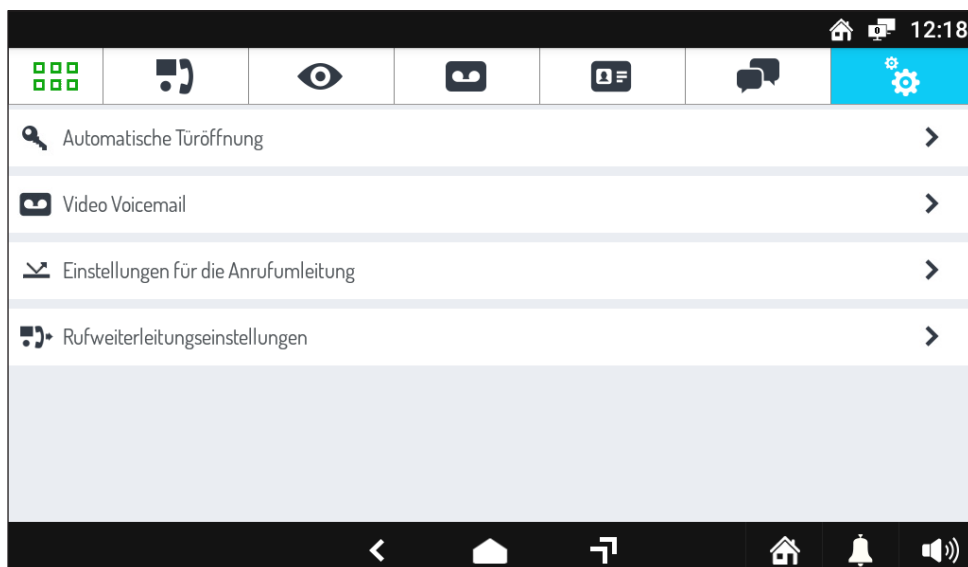 12:18
Automatische Türöffnung
Video Voicemail
Einstellungen für die Anrufumleitung
Rufweiterleitungseinstellungen